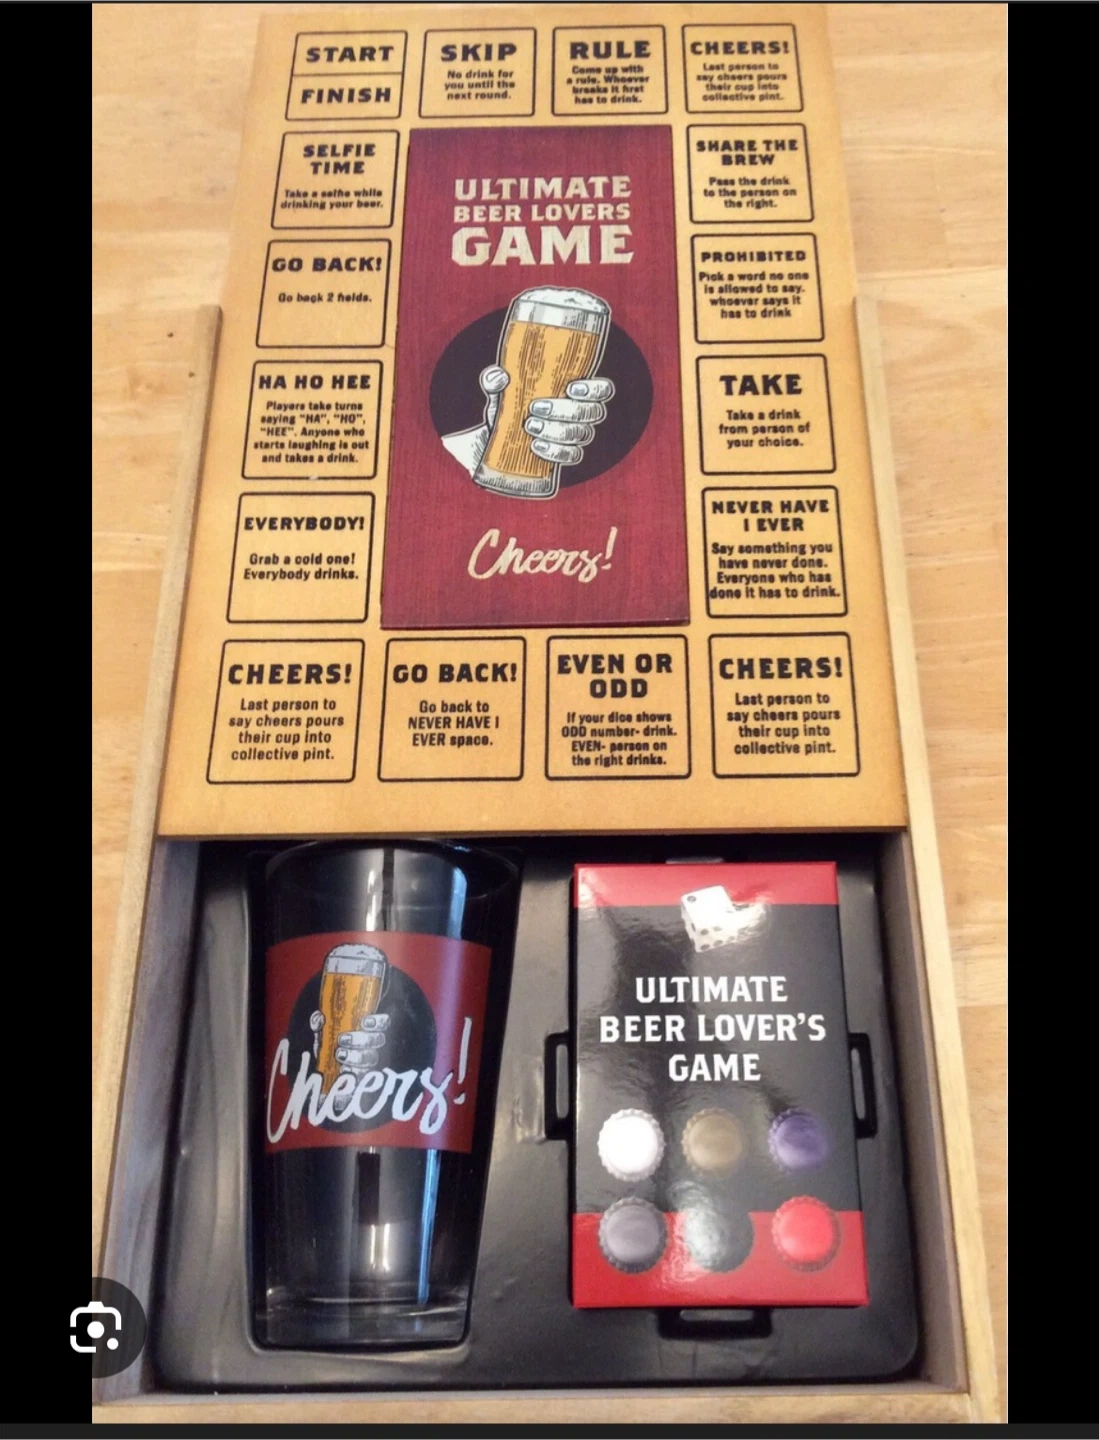 START
FINISH
SKIP
No drink for
you until the
next round.
RULE
Come up with
a rule. Whoever
breaks it first
has to drink.
CHEERS!
Last person to
say cheers pours
their cup into
collective pint.
SELFIE
TIME
Take a selfie while
drinking your beer.
SHARE THE
BREW
Pass the drink
to the person on
the right.
GO BACK!
Go back 2 fields.
PROHIBITED
Pick a word no one
is allowed to say.
whoever says it
has to drink
HA HO HEE
Players take turns
saying "HA", "HO",
"HEE". Anyone who
starts laughing is out
and takes a drink.
TAKE
Take a drink
from person of
your choice.
EVERYBODY!
Grab a cold one!
Everybody drinks.
NEVER HAVE
I EVER
Say something you
have never done.
Everyone who has
done it has to drink.
CHEERS!
Last person to
say cheers pours
their cup into
collective pint.
GO BACK!
Go back to
NEVER HAVE I
EVER space.
EVEN OR
ODD
If your dice shows
ODD number- drink.
EVEN- person on
the right drinks.
CHEERS!
Last person to
say cheers pours
their cup into
collective pint.
ULTIMATE
BEER LOVERS
GAME
Cheers!
Cheers!
ULTIMATE
BEER LOVER'S
GAME